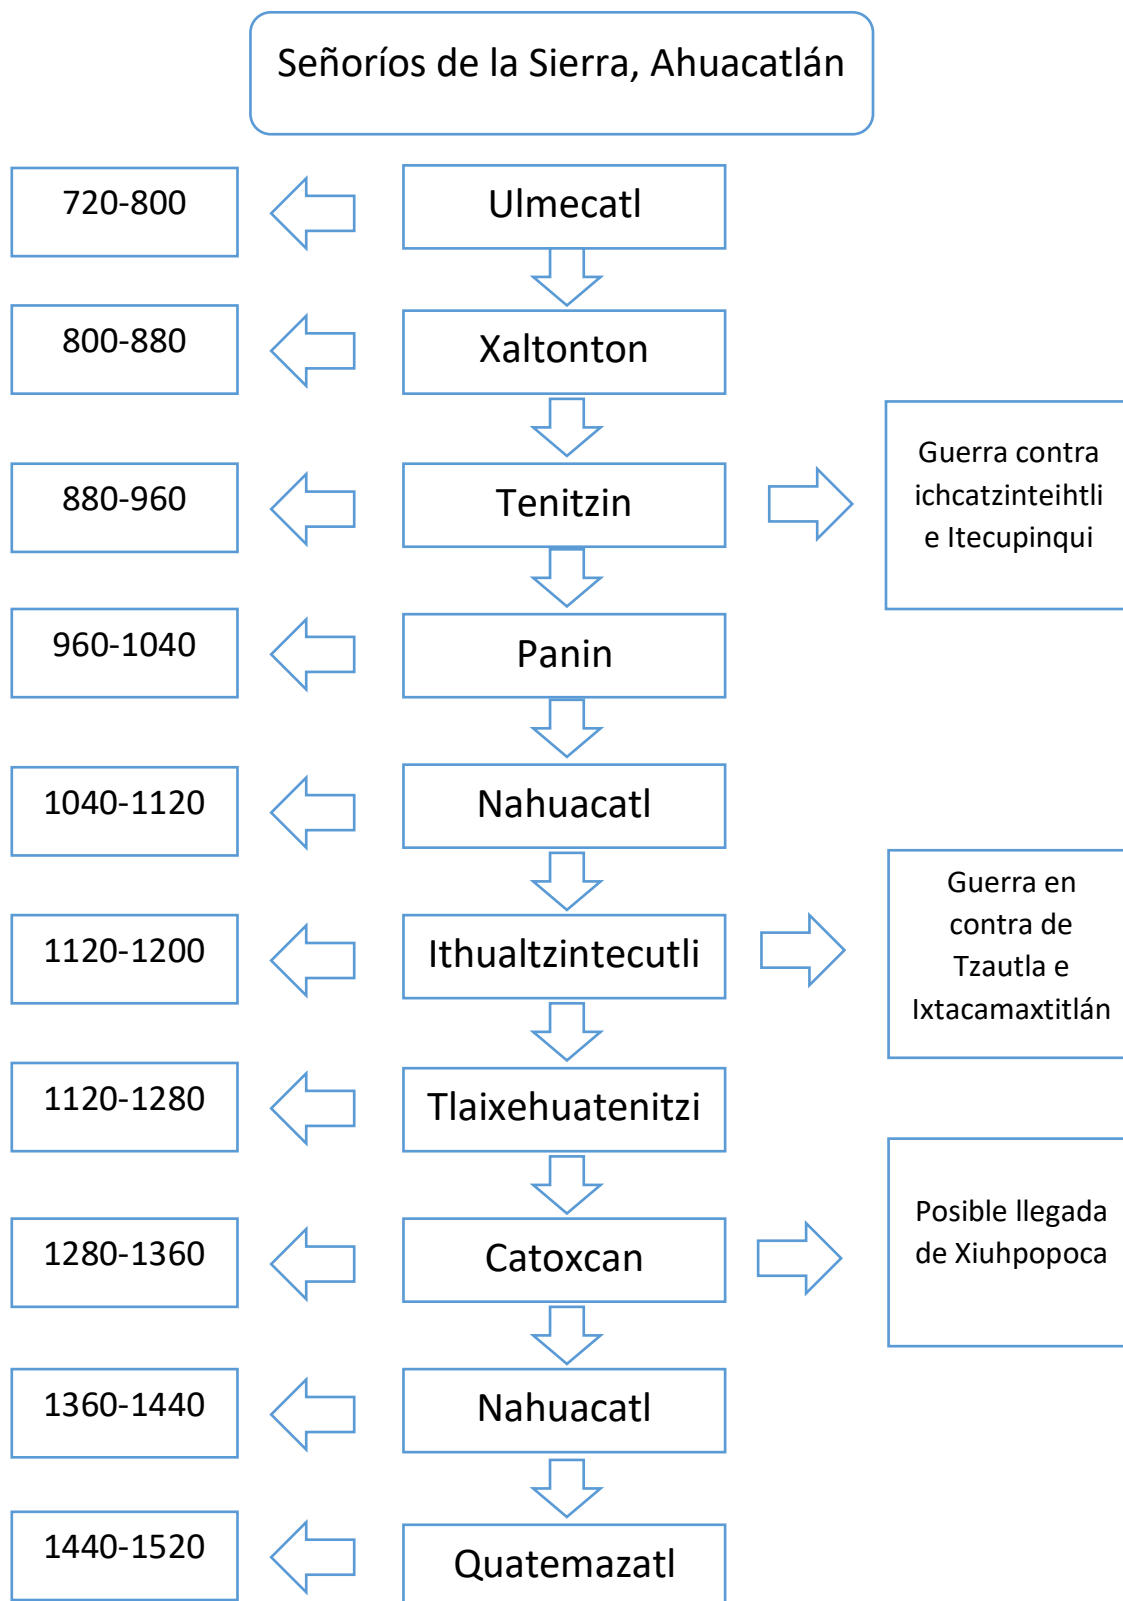 Señoríos de la Sierra, Ahuacatlán
720-800
Ulmecatl
800-880
Xaltonton
880-960
Tenitzin
Guerra contra
ichcatzinteihtli
e Itecupinqui
960-1040
Panin
1040-1120
Nahuacatl
1120-1200
Ithualtzintecutli
Guerra en
contra de
Tzautla e
Ixtacamaxtitlán
1120-1280
Tlaixehuatenitzi
1280-1360
Catoxcan
Posible llegada
de Xiuhpopoca
1360-1440
Nahuacatl
1440-1520
Quatemazatl